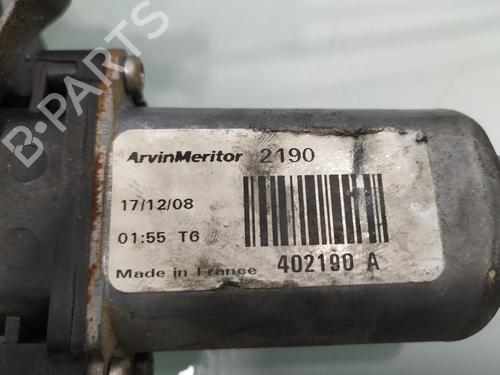 B-PARTS
ArvinMeritor 2190
17/12/08
01:55 T6
Made in France 402190 A